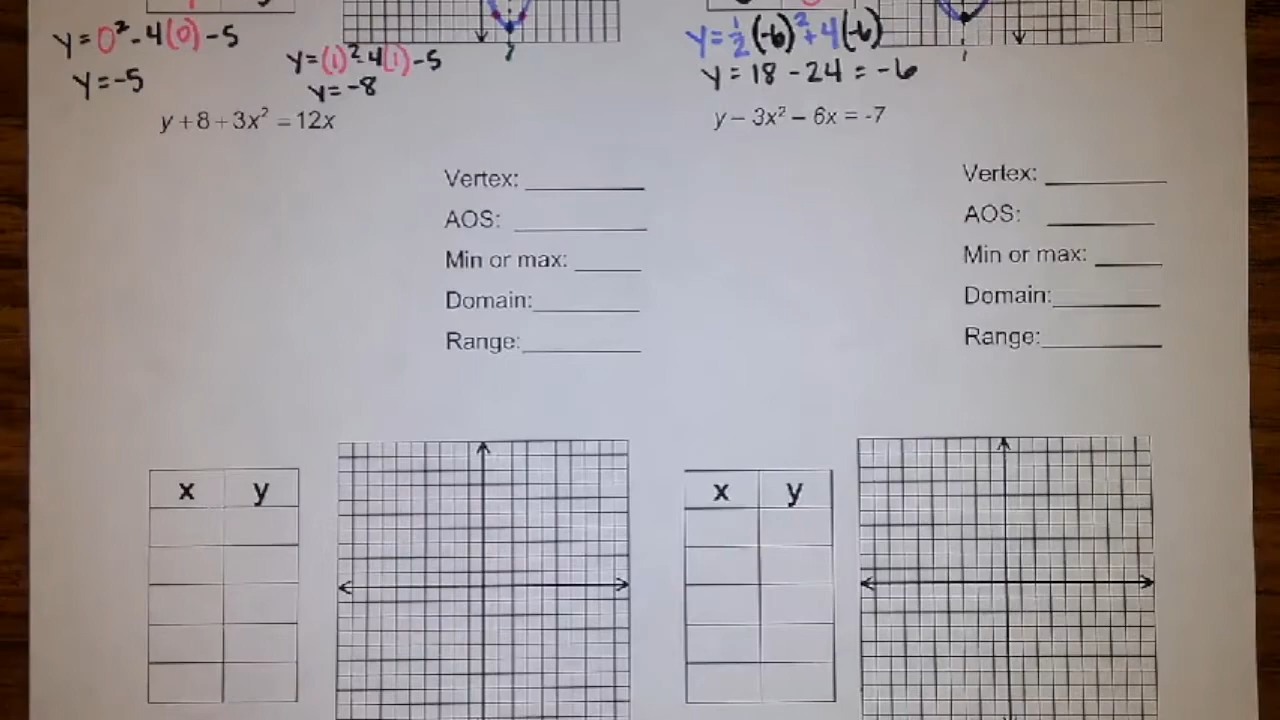 y=0²-4(0)-5
y=-5
y=(1)²-4(1)-5
y=-8
y=½(-6)²+4(-6)
y=18-24=-6
y+8+3x²=12x
Vertex:
AOS:
Min or max:
Domain:
Range:
x y
y – 3x² – 6x = -7
Vertex:
AOS:
Min or max:
Domain:
Range:
x y